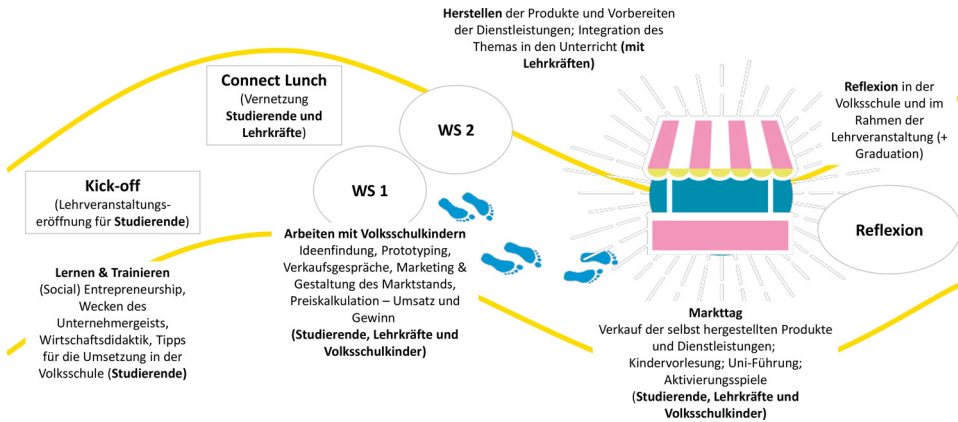 Kick-off
(Lehrveranstaltungs-
eröffnung für Studierende)
Lernen & Trainieren
(Social) Entrepreneurship,
Wecken des
Unternehmergeists,
Wirtschaftsdidaktik, Tipps
für die Umsetzung in der
Volksschule (Studierende)
Connect Lunch
(Vernetzung
Studierende und
Lehrkräfte)
WS 1
WS 2
Arbeiten mit Volksschulkindern
Ideenfindung, Prototyping,
Verkaufsgespräche, Marketing &
Gestaltung des Marktstands,
Preiskalkulation – Umsatz und
Gewinn
(Studierende, Lehrkräfte und
Volksschulkinder)
Herstellen der Produkte und Vorbereiten
der Dienstleistungen; Integration des
Themas in den Unterricht (mit
Lehrkräften)
Markttag
Verkauf der selbst hergestellten Produkte
und Dienstleistungen;
Kindervorlesung; Uni-Führung;
Aktivierungsspiele
(Studierende, Lehrkräfte und
Volksschulkinder)
Reflexion in der
Volksschule und im
Rahmen der
Lehrveranstaltung (+
Graduation)
Reflexion